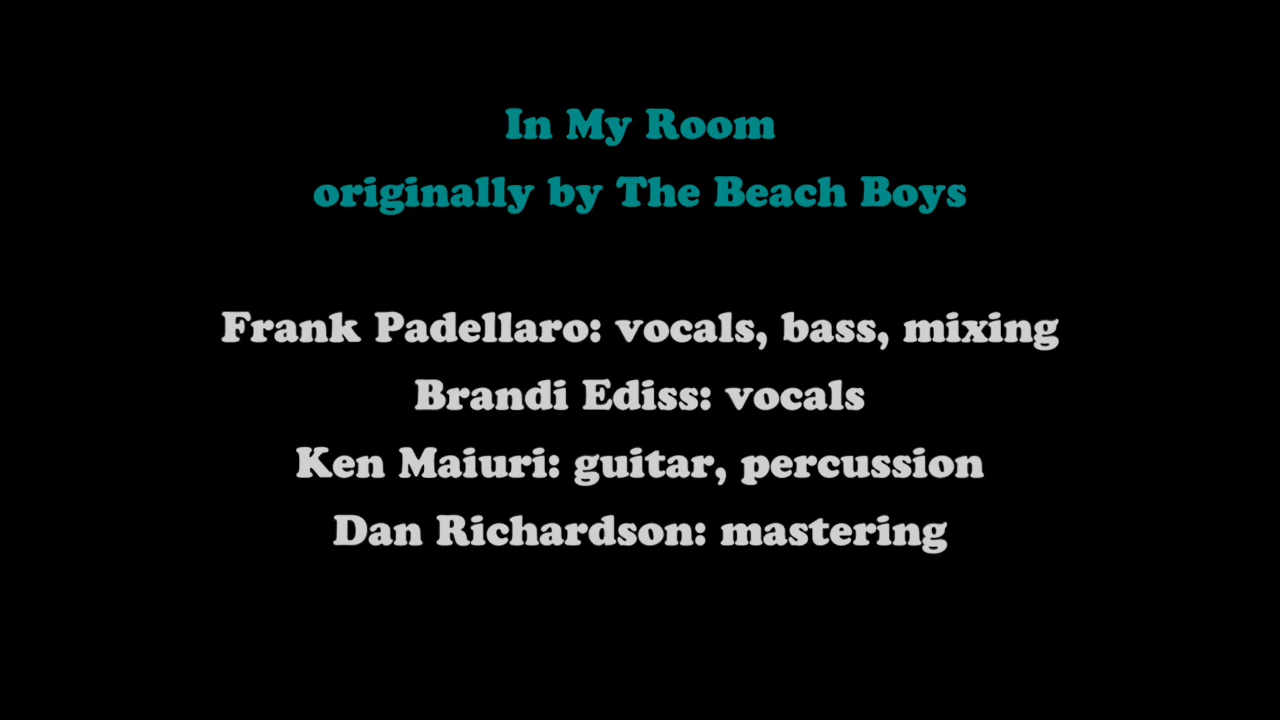 In My Room
originally by The Beach Boys
Frank Padellaro: vocals, bass, mixing
Brandi Ediss: vocals
Ken Maiuri: guitar, percussion
Dan Richardson: mastering